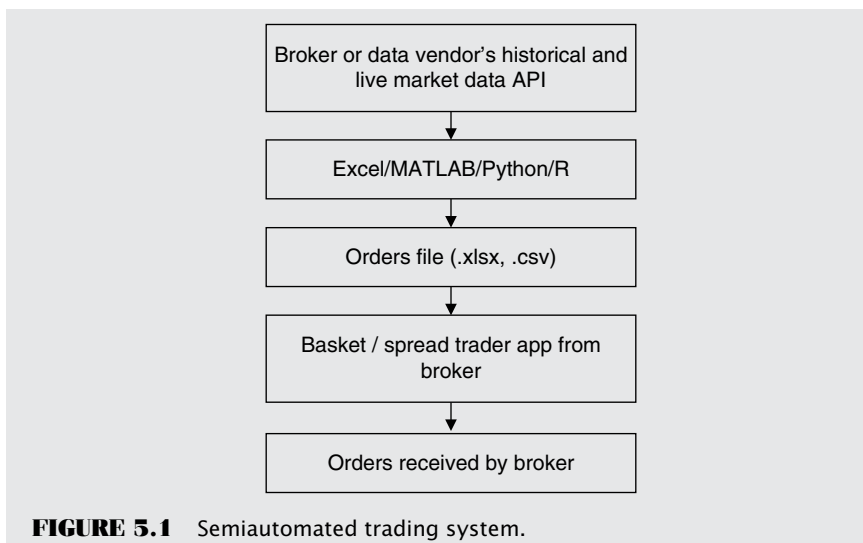 Broker or data vendor’s historical and
live market data API
Excel/MATLAB/Python/R
Orders file (.xlsx, .csv)
Basket / spread trader app from
broker
Orders received by broker
FIGURE 5.1 Semiautomated trading system.